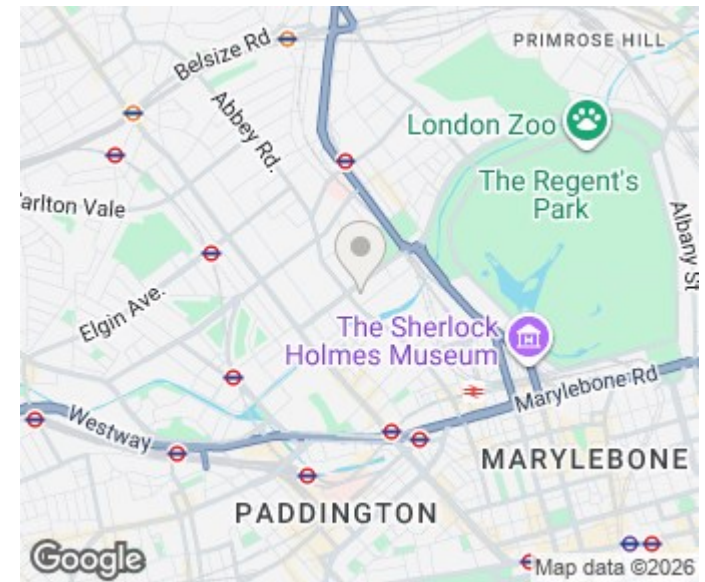 PRIMROSE HILL
Belsize Rd
Abbey Rd.
London Zoo
The Regent's
Park
arlton Vale
Albany St
Elgin Ave.
The Sherlock
Holmes Museum
Marylebone Rd
Westway
MARYLEBONE
PADDINGTON
Google
Map data ©2026